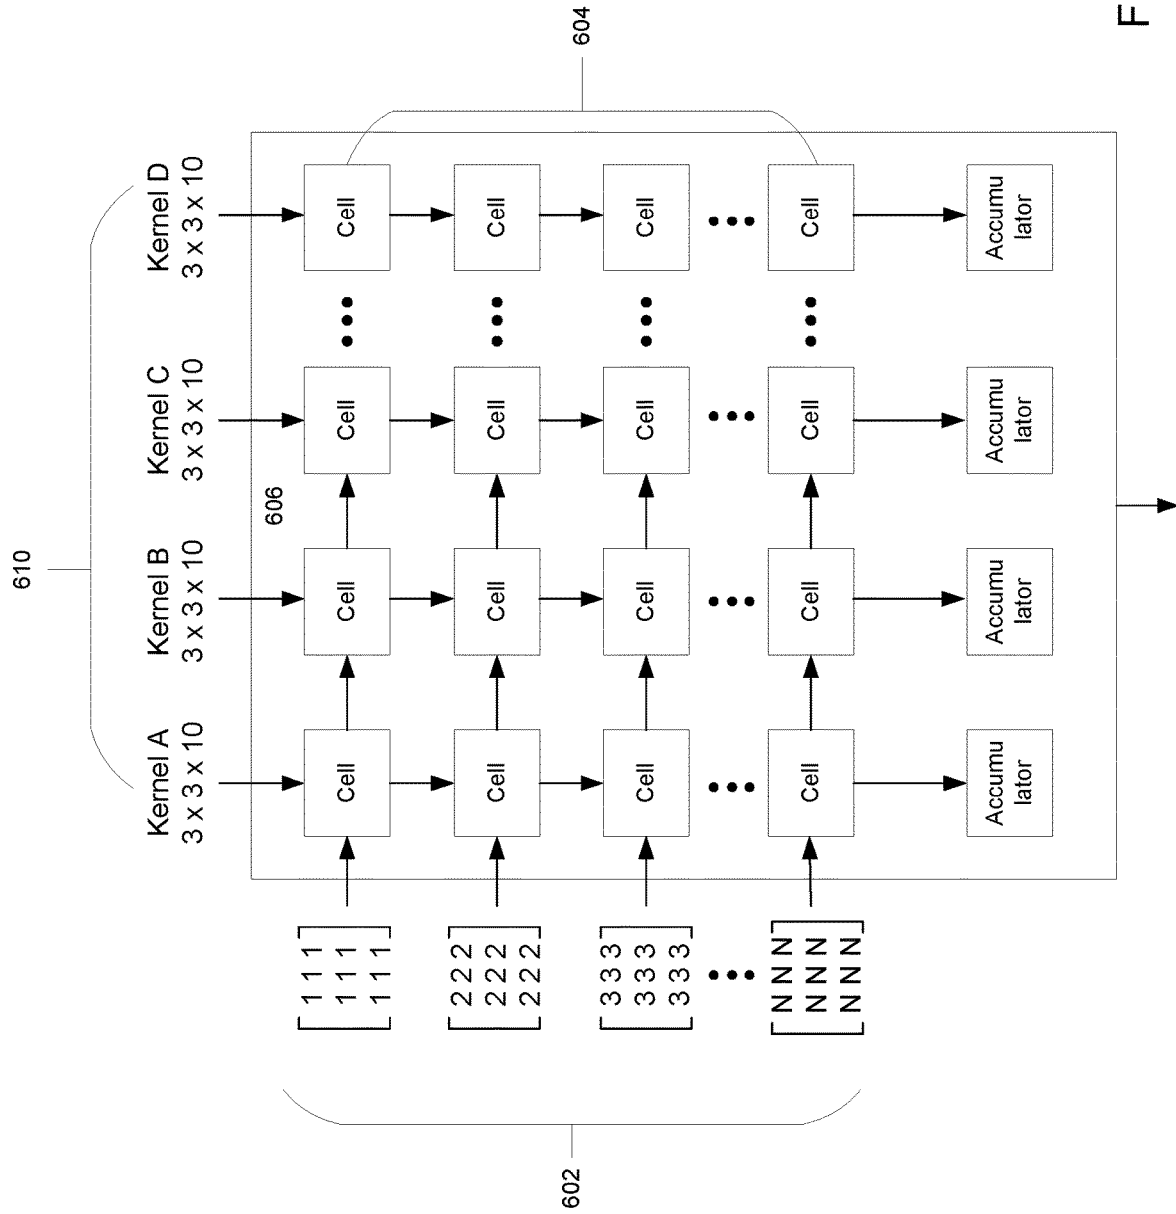 610
Kernel A
3 x 3 x 10
Kernel B
3 x 3 x 10
Kernel C
3 x 3 x 10
Kernel D
3 x 3 x 10
606
1 1 1
1 1 1
1 1 1
Cell
Cell
Cell
Cell
2 2 2
2 2 2
2 2 2
Cell
Cell
Cell
Cell
602
604
3 3 3
3 3 3
3 3 3
Cell
Cell
Cell
Cell
N N N
N N N
N N N
Cell
Cell
Cell
Cell
Accumu
lator
Accumu
lator
Accumu
lator
Accumu
lator
F